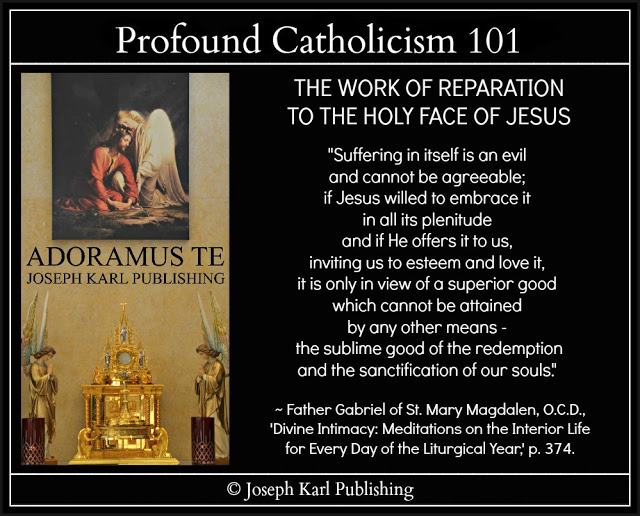 Profound Catholicism 101
ADORAMUS TE
JOSEPH KARL PUBLISHING
THE WORK OF REPARATION
TO THE HOLY FACE OF JESUS
"Suffering in itself is an evil
and cannot be agreeable;
if Jesus willed to embrace it
in all its plenitude
and if He offers it to us,
inviting us to esteem and love it,
it is only in view of a superior good
which cannot be attained
by any other means -
the sublime good of the redemption
and the sanctification of our souls."
~ Father Gabriel of St. Mary Magdalen, O.C.D.,
'Divine Intimacy: Meditations on the Interior Life
for Every Day of the Liturgical Year,' p. 374.
© Joseph Karl Publishing